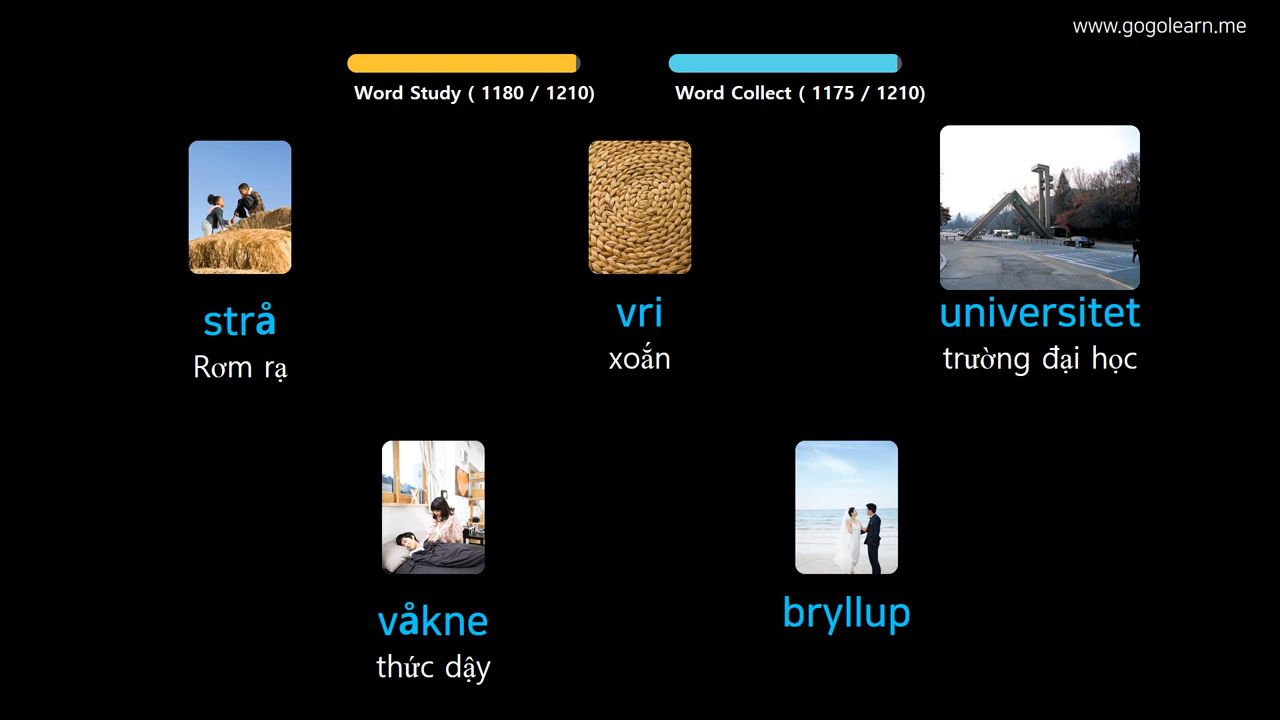 www.gogolearn.me
Word Study ( 1180 / 1210)
Word Collect ( 1175 / 1210)
strå
Rơm rạ
vri
xoắn
universitet
trường đại học
våkne
thức dậy
bryllup